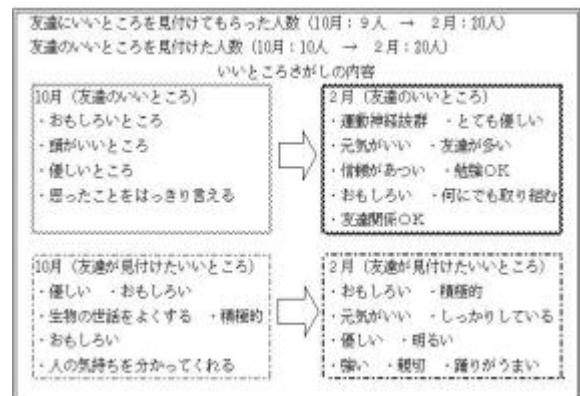 友達にいいところを見付けてもらった人数(10月:9人 → 2月:20人)
友達のいいところを見付けた人数(10月:10人 → 2月:20人)
いいところさがしの内容
10月(友達のいいところ)
・おもしろいところ
・頭がいいところ
・優しいところ
・思ったことをはっきり言える
2月(友達のいいところ)
・運動神経抜群 ・とても優しい
・元気がいい ・友達が多い
・信頼があつい ・勉強OK
・おもしろい ・何にでも取り組む
・友達関係OK
10月(友達が見付けたいいところ)
・優しい ・おもしろい
・生物の世話をよくする ・積極的
・おもしろい
・人の気持ちを分かってくれる
2月(友達が見付けたいいところ)
・おもしろい ・積極的
・元気がいい ・しっかりしている
・優しい ・明るい
・強い ・親切 ・踊りがうまい